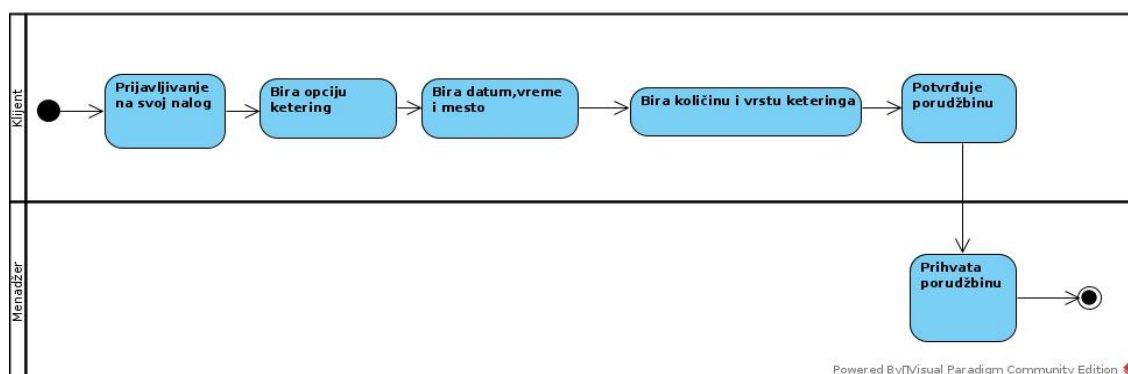 Klijent
Prijavljivanje
na svoj nalog
Bira opciju
ketering
Bira datum,vreme
i mesto
Bira količinu i vrstu keteringa
Potvrđuje
porudžbinu
Menadžer
Prihvata
porudžbinu
Powered By Visual Paradigm Community Edition